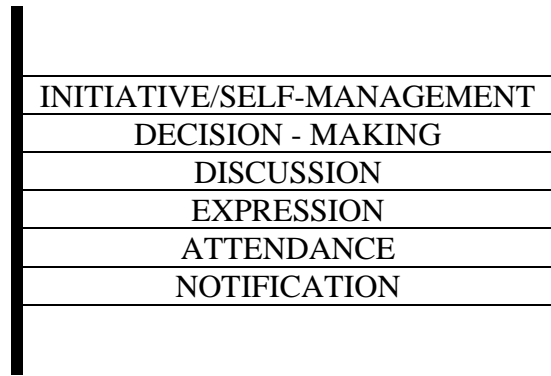 INITIATIVE/SELF-MANAGEMENT
DECISION - MAKING
DISCUSSION
EXPRESSION
ATTENDANCE
NOTIFICATION